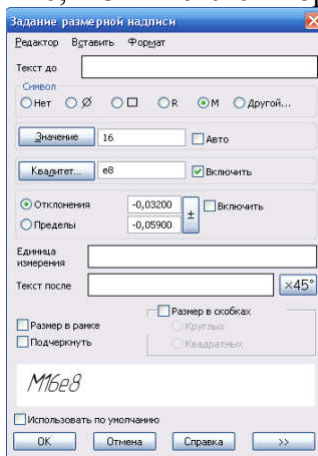 Задание размерной надписи
Редактор Вставить Формат
Текст до
Символ
Нет Ø □ R M Другой...
Значение 16 Авто
Квалитет... e8 Включить
Отклонения -0,03200 ± Включить
Пределы -0,05900
Единица измерения
Текст после ×45°
Размер в рамке Размер в скобках
Подчеркнуть Круглых
Квадратных
M16e8
Использовать по умолчанию
OK Отмена Справка >>